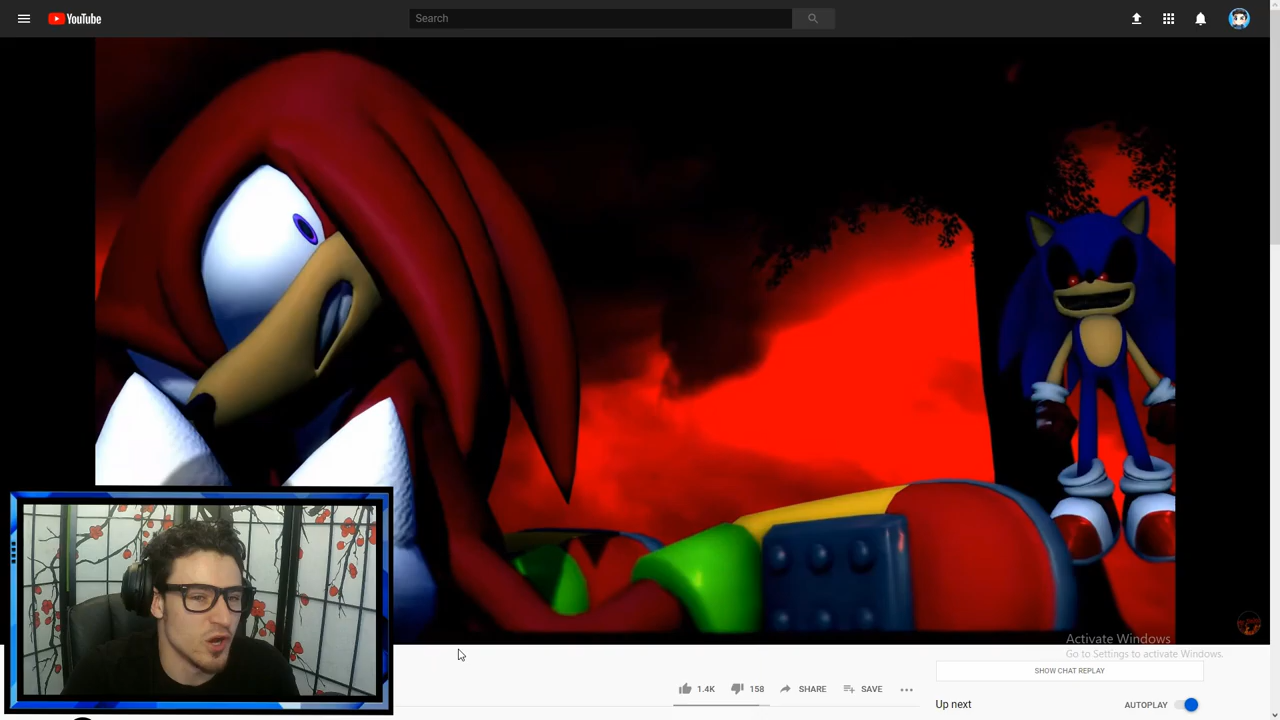 YouTube
Search
Activate Windows
Go to Settings to activate Windows.
SHOW CHAT REPLAY
1.4K
158
SHARE
SAVE
Up next
AUTOPLAY